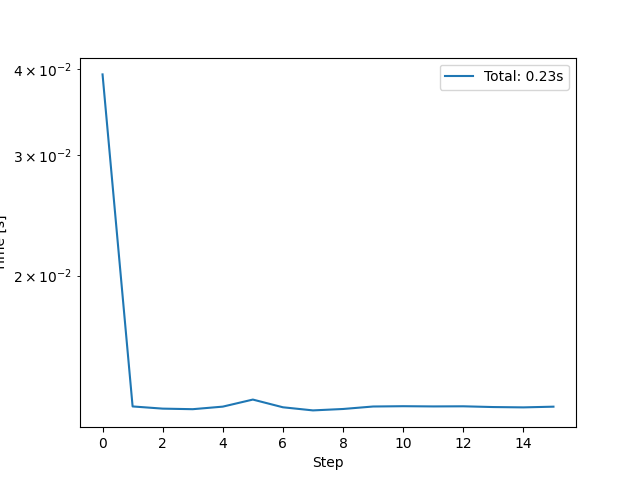 Total: 0.23s
4 × 10⁻²
3 × 10⁻²
2 × 10⁻²
[s]
0 2 4 6 8 10 12 14
Step